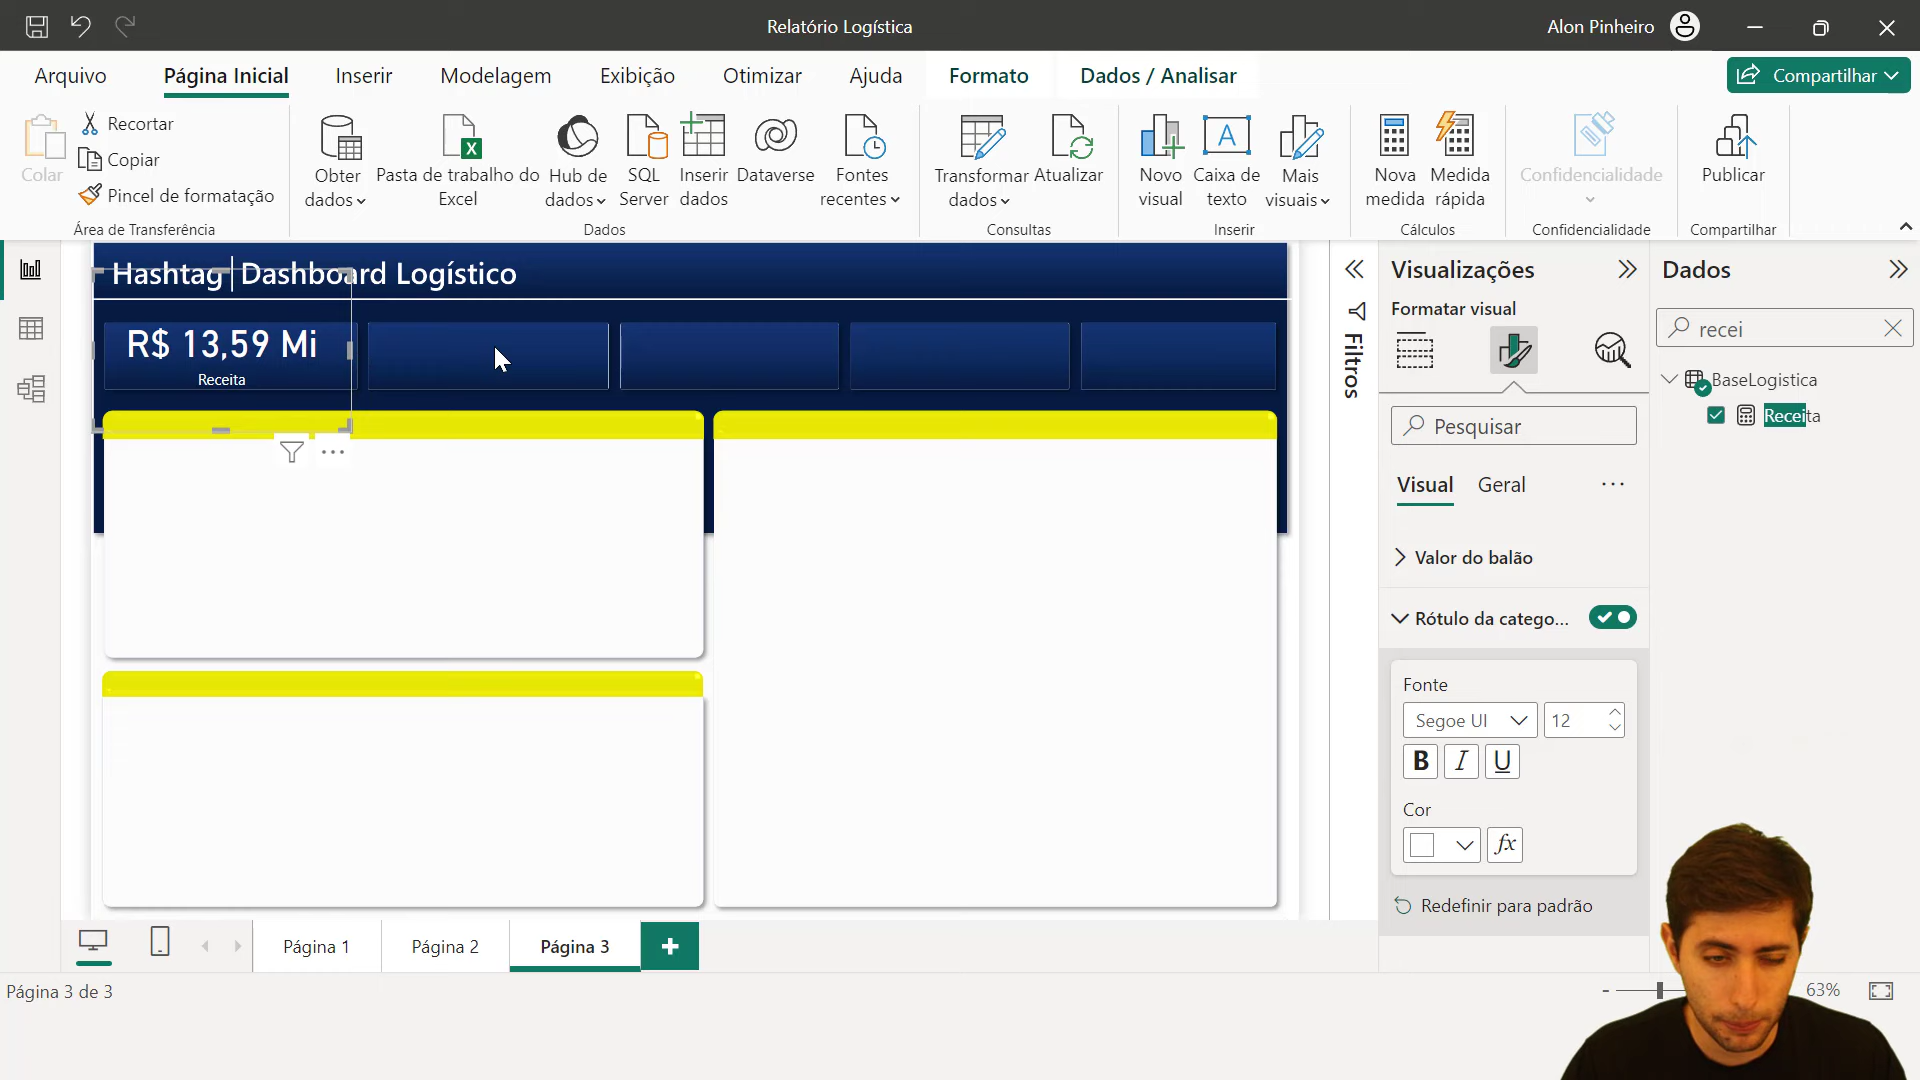 Relatório Logística
Alon Pinheiro
Arquivo
Página Inicial
Inserir
Modelagem
Exibição
Otimizar
Ajuda
Formato
Dados / Analisar
Compartilhar
Colar
Recortar
Copiar
Pincel de formatação
Área de Transferência
Obter dados
Pasta de trabalho do Excel
Hub de dados
SQL Server
Inserir dados
Dataverse
Fontes recentes
Dados
Transformar dados
Atualizar
Consultas
Novo visual
Caixa de texto
Mais visuais
Inserir
Nova medida
Medida rápida
Cálculos
Confidencialidade
Confidencialidade
Publicar
Compartilhar
Hashtag | Dashboard Logístico
R$ 13,59 Mi
Receita
Filtros
Visualizações
Formatar visual
Pesquisar
Visual
Geral
Valor do balão
Rótulo da catego...
Fonte
Segoe UI
12
B
I
U
Cor
fx
Redefinir para padrão
Dados
recei
BaseLogistica
Receita
Página 1
Página 2
Página 3
Página 3 de 3
63%